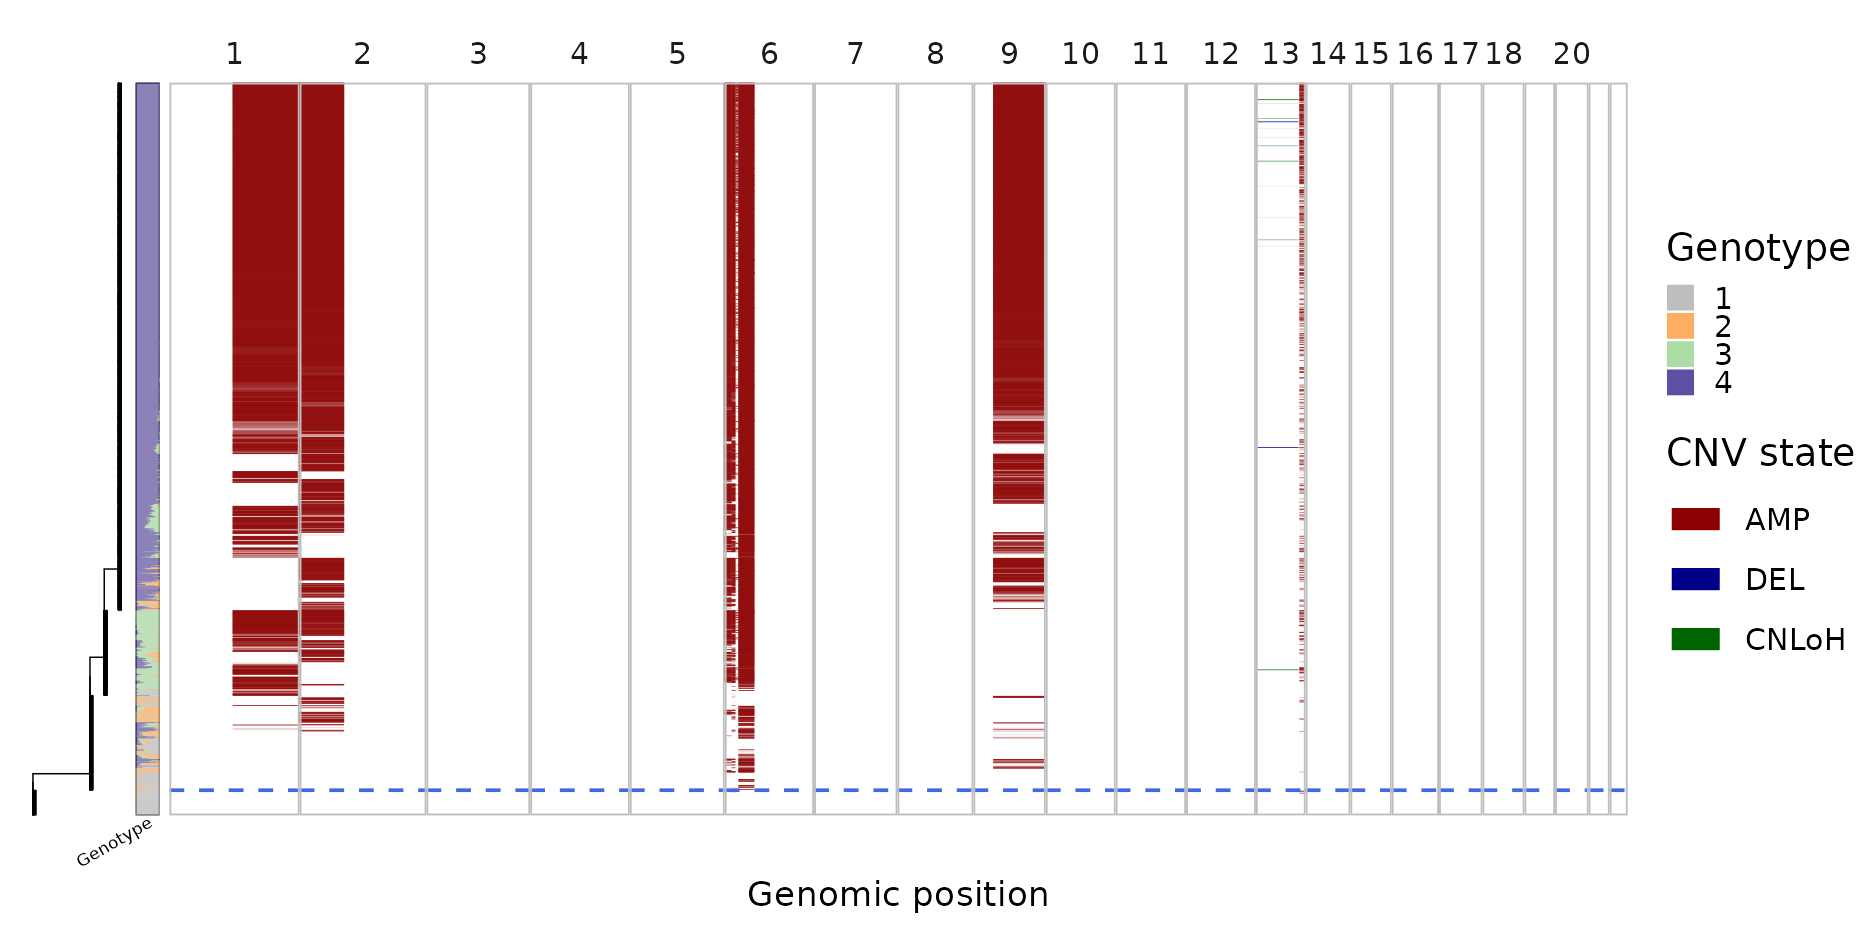 1 2 3 4 5 6 7 8 9 10 11 12 13 14 15 16 17 18 20
Genotype
1
2
3
4
CNV state
AMP
DEL
CNLoH
Genotype
Genomic position